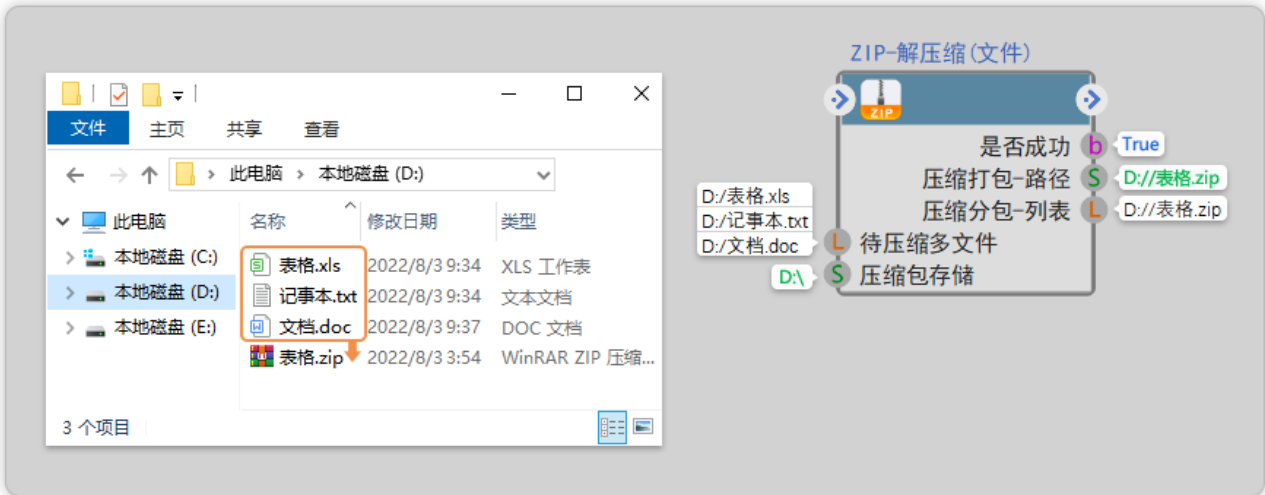 文件 主页 共享 查看
此电脑 本地磁盘 (D:)
此电脑
本地磁盘 (C:)
本地磁盘 (D:)
本地磁盘 (E:)
名称 修改日期 类型
表格.xls 2022/8/3 9:34 XLS 工作表
记事本.txt 2022/8/3 9:34 文本文档
文档.doc 2022/8/3 9:37 DOC 文档
表格.zip 2022/8/3 3:54 WinRAR ZIP 压缩...
3 个项目
ZIP-解压缩(文件)
ZIP
是否成功 b True
压缩打包-路径 S D://表格.zip
压缩分包-列表 L D://表格.zip
D:/表格.xls
D:/记事本.txt
D:/文档.doc
L 待压缩多文件
D:\ S 压缩包存储